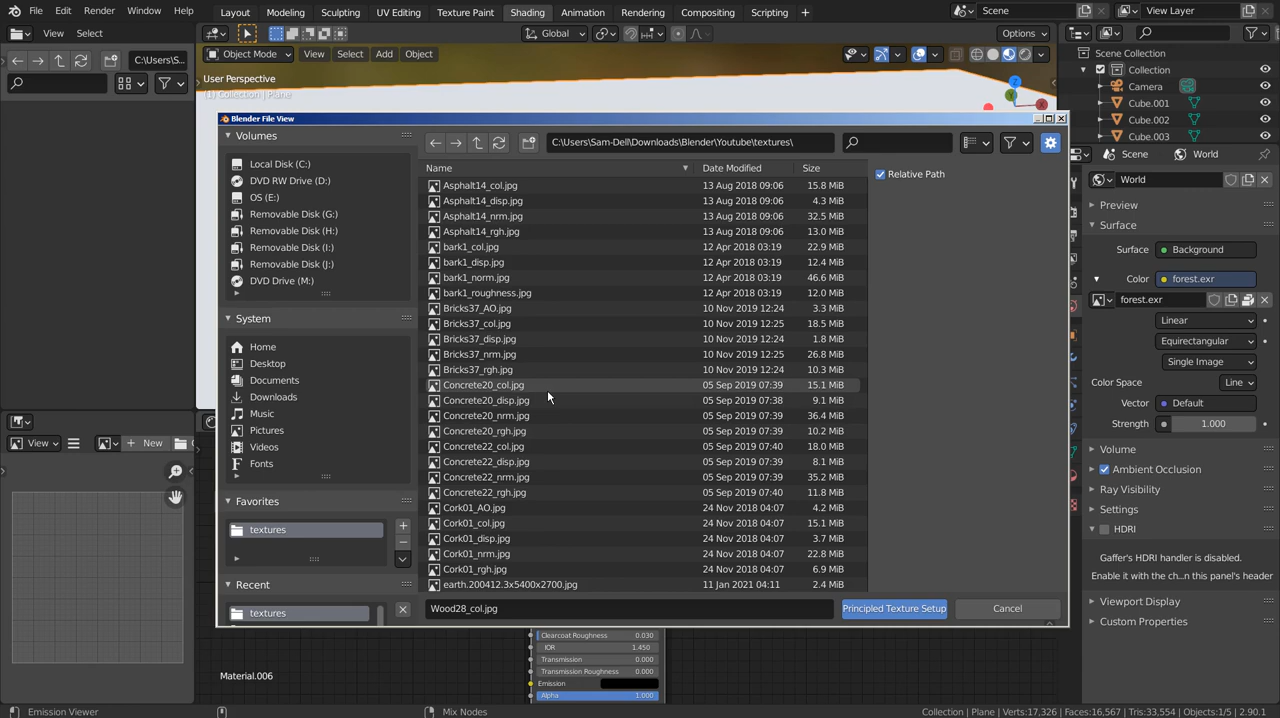 File Edit Render Window Help Layout Modeling Sculpting UV Editing Texture Paint Shading Animation Rendering Compositing Scripting + Scene View Layer
View Select Global Options
C:\Users\S... Object Mode View Select Add Object
User Perspective
(1) Collection | Plane
Scene Collection
Collection
Camera
Cube.001
Cube.002
Cube.003
Blender File View
Volumes
Local Disk (C:)
DVD RW Drive (D:)
OS (E:)
Removable Disk (G:)
Removable Disk (H:)
Removable Disk (I:)
Removable Disk (J:)
DVD Drive (M:)
System
Home
Desktop
Documents
Downloads
Music
Pictures
Videos
Fonts
Favorites
textures
Recent
textures
C:\Users\Sam-Dell\Downloads\Blender\Youtube\textures\
Name Date Modified Size
Asphalt14_col.jpg 13 Aug 2018 09:06 15.8 MiB
Asphalt14_disp.jpg 13 Aug 2018 09:06 4.3 MiB
Asphalt14_nrm.jpg 13 Aug 2018 09:06 32.5 MiB
Asphalt14_rgh.jpg 13 Aug 2018 09:06 13.0 MiB
bark1_col.jpg 12 Apr 2018 03:19 22.9 MiB
bark1_disp.jpg 12 Apr 2018 03:19 12.4 MiB
bark1_norm.jpg 12 Apr 2018 03:19 46.6 MiB
bark1_roughness.jpg 12 Apr 2018 03:19 12.0 MiB
Bricks37_AO.jpg 10 Nov 2019 12:24 3.3 MiB
Bricks37_col.jpg 10 Nov 2019 12:25 18.5 MiB
Bricks37_disp.jpg 10 Nov 2019 12:24 1.8 MiB
Bricks37_nrm.jpg 10 Nov 2019 12:25 26.8 MiB
Bricks37_rgh.jpg 10 Nov 2019 12:24 10.3 MiB
Concrete20_col.jpg 05 Sep 2019 07:39 15.1 MiB
Concrete20_disp.jpg 05 Sep 2019 07:38 9.1 MiB
Concrete20_nrm.jpg 05 Sep 2019 07:39 36.4 MiB
Concrete20_rgh.jpg 05 Sep 2019 07:39 10.2 MiB
Concrete22_col.jpg 05 Sep 2019 07:40 18.0 MiB
Concrete22_disp.jpg 05 Sep 2019 07:39 8.1 MiB
Concrete22_nrm.jpg 05 Sep 2019 07:39 35.2 MiB
Concrete22_rgh.jpg 05 Sep 2019 07:40 11.8 MiB
Cork01_AO.jpg 24 Nov 2018 04:07 4.2 MiB
Cork01_col.jpg 24 Nov 2018 04:07 15.1 MiB
Cork01_disp.jpg 24 Nov 2018 04:07 3.7 MiB
Cork01_nrm.jpg 24 Nov 2018 04:07 22.8 MiB
Cork01_rgh.jpg 24 Nov 2018 04:07 6.9 MiB
earth.200412.3x5400x2700.jpg 11 Jan 2021 04:11 2.4 MiB
Wood28_col.jpg Principled Texture Setup Cancel
Relative Path
Scene World
World
Preview
Surface
Surface Background
Color forest.exr
forest.exr
Linear
Equirectangular
Single Image
Color Space Line
Vector Default
Strength 1.000
Volume
Ambient Occlusion
Ray Visibility
Settings
HDRI
Gaffer's HDRI handler is disabled.
Enable it with the ch...n this panel's header
Viewport Display
Custom Properties
View New
Clearcoat Roughness 0.030
IOR 1.450
Transmission 0.000
Transmission Roughness 0.000
Emission
Alpha 1.000
Material.006
Emission Viewer Mix Nodes Collection | Plane | Verts:17,326 | Faces:16,567 | Tris:33,554 | Objects:1/5 | 2.90.1